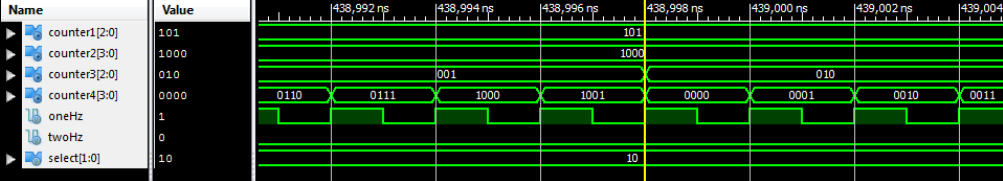 Name Value 438,992 ns 438,994 ns 438,996 ns 438,998 ns 439,000 ns 439,002 ns 439,004
counter1[2:0] 101 101
counter2[3:0] 1000 1000
counter3[2:0] 010 001 010
counter4[3:0] 0000 0110 0111 1000 1001 0000 0001 0010 0011
oneHz 1
twoHz 0
select[1:0] 10 10